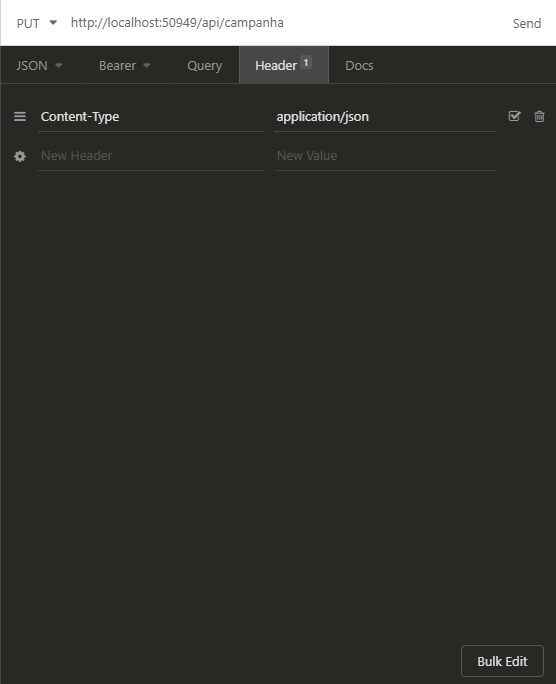 PUT http://localhost:50949/api/campanha Send
JSON Bearer Query Header 1 Docs
Content-Type application/json
New Header New Value
Bulk Edit